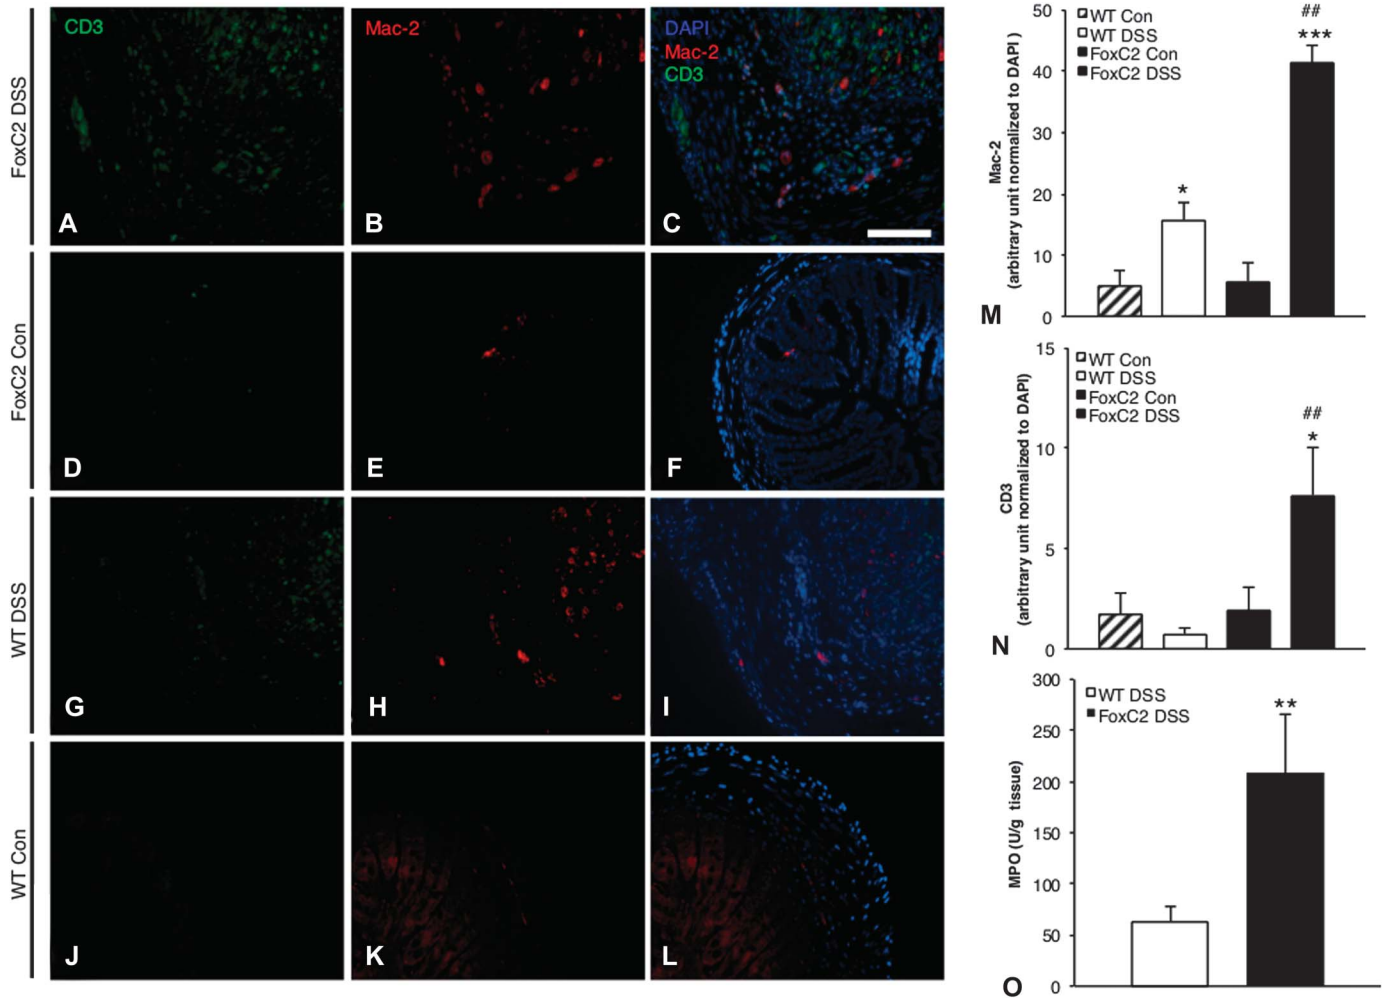 FoxC2 DSS
CD3
A
Mac-2
B
DAPI
Mac-2
CD3
C
FoxC2 Con
D
E
F
WT DSS
G
H
I
WT Con
J
K
L
Mac-2
(arbitrary unit normalized to DAPI)
50
40
30
20
10
0
WT Con
WT DSS
FoxC2 Con
FoxC2 DSS
*
##
***
M
CD3
(arbitrary unit normalized to DAPI)
15
10
5
0
WT Con
WT DSS
FoxC2 Con
FoxC2 DSS
##
*
N
MPO (U/g tissue)
300
250
200
150
100
50
0
WT DSS
FoxC2 DSS
**
O